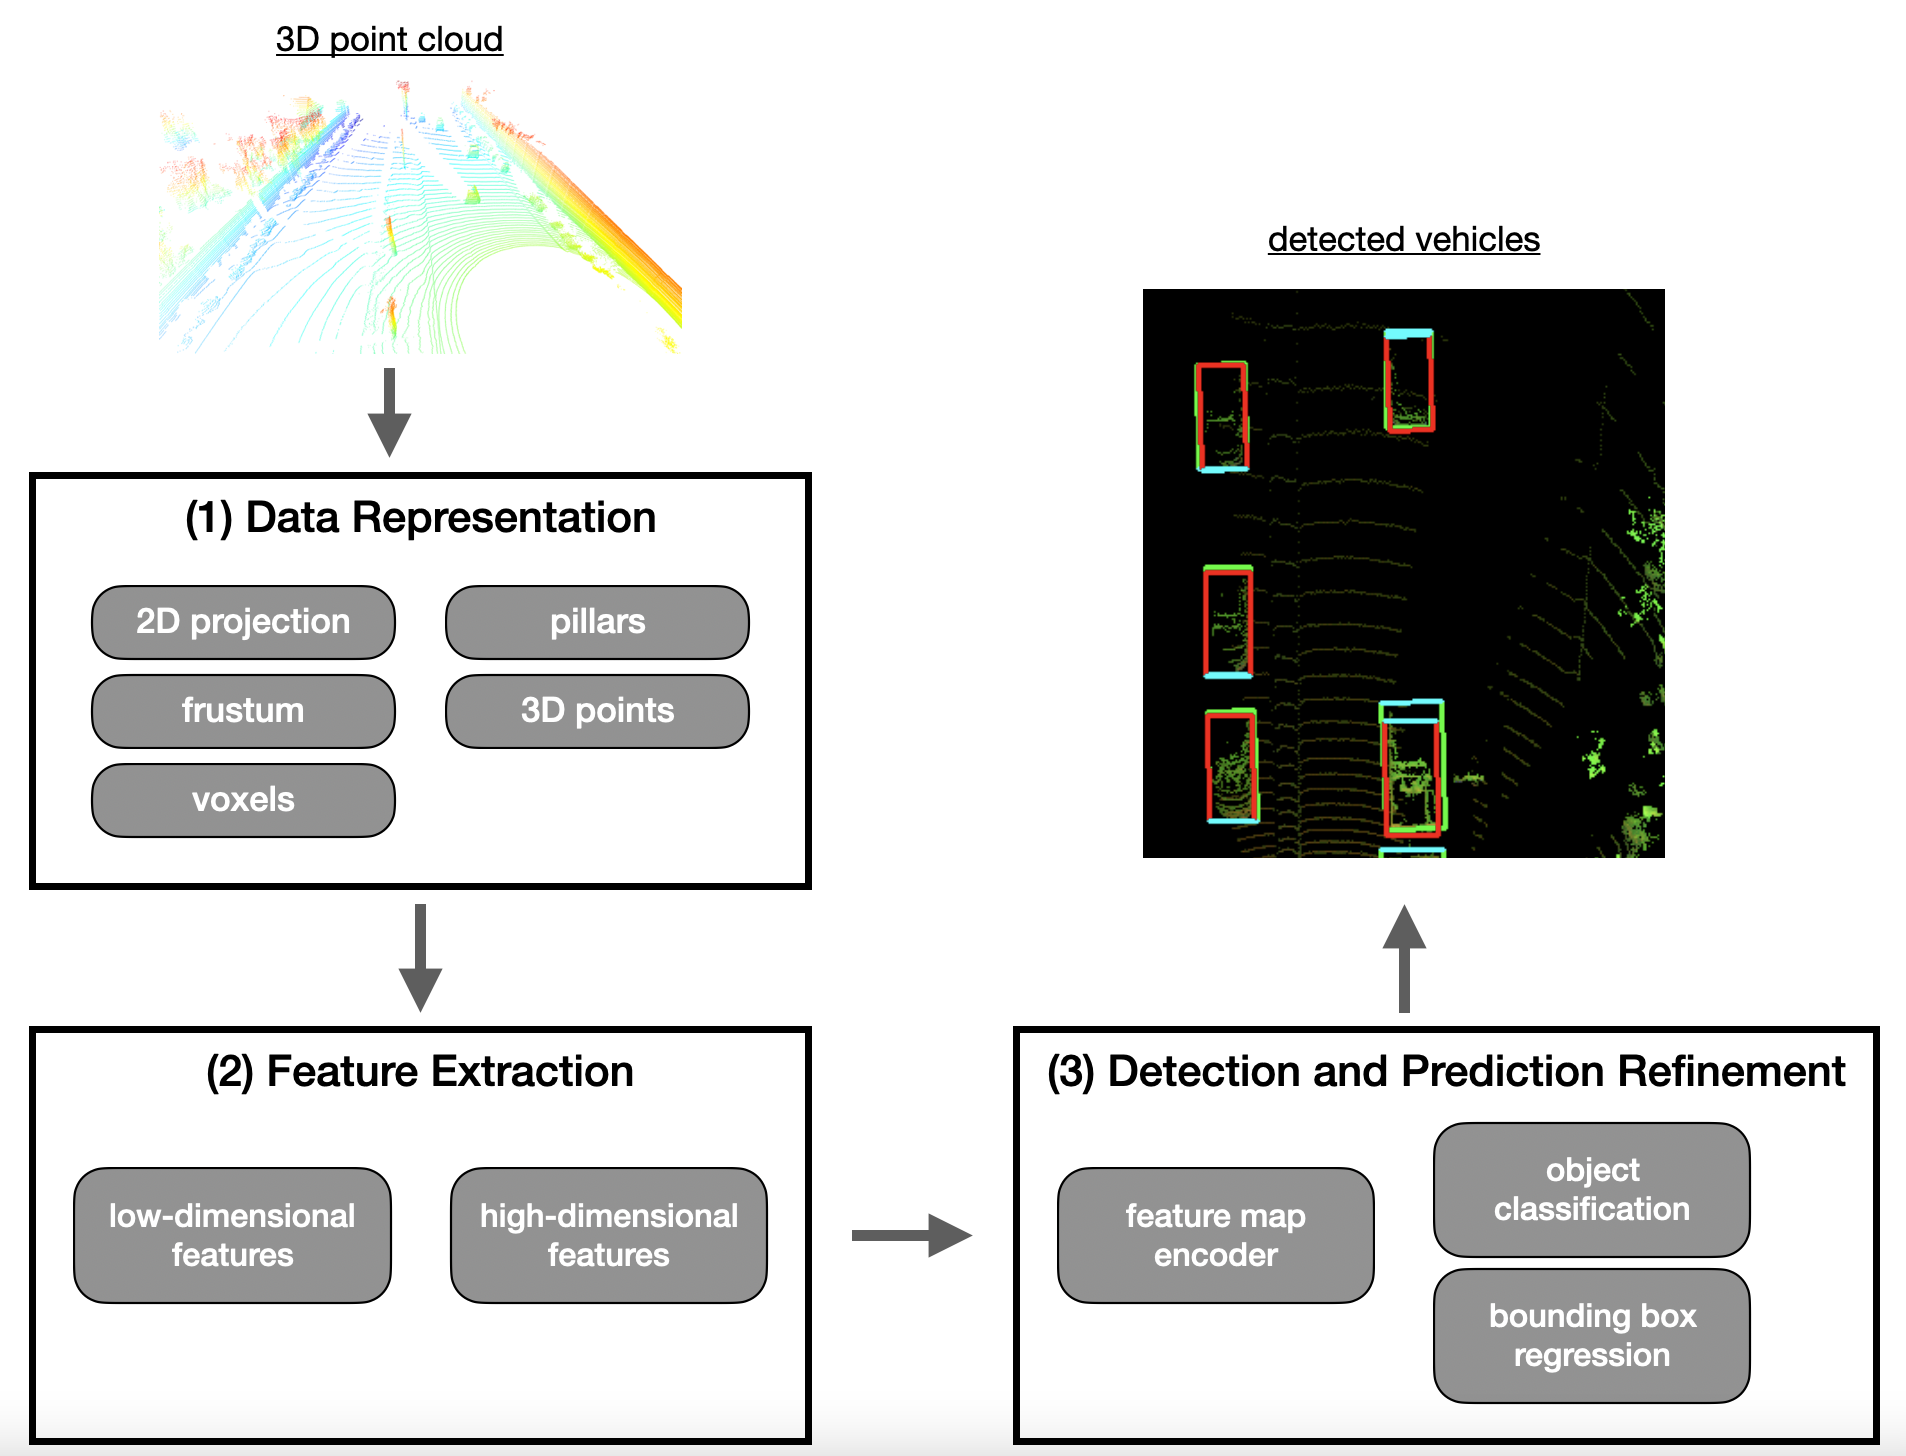 3D point cloud
(1) Data Representation
2D projection
pillars
frustum
3D points
voxels
(2) Feature Extraction
low-dimensional
features
high-dimensional
features
(3) Detection and Prediction Refinement
feature map
encoder
object
classification
bounding box
regression
detected vehicles